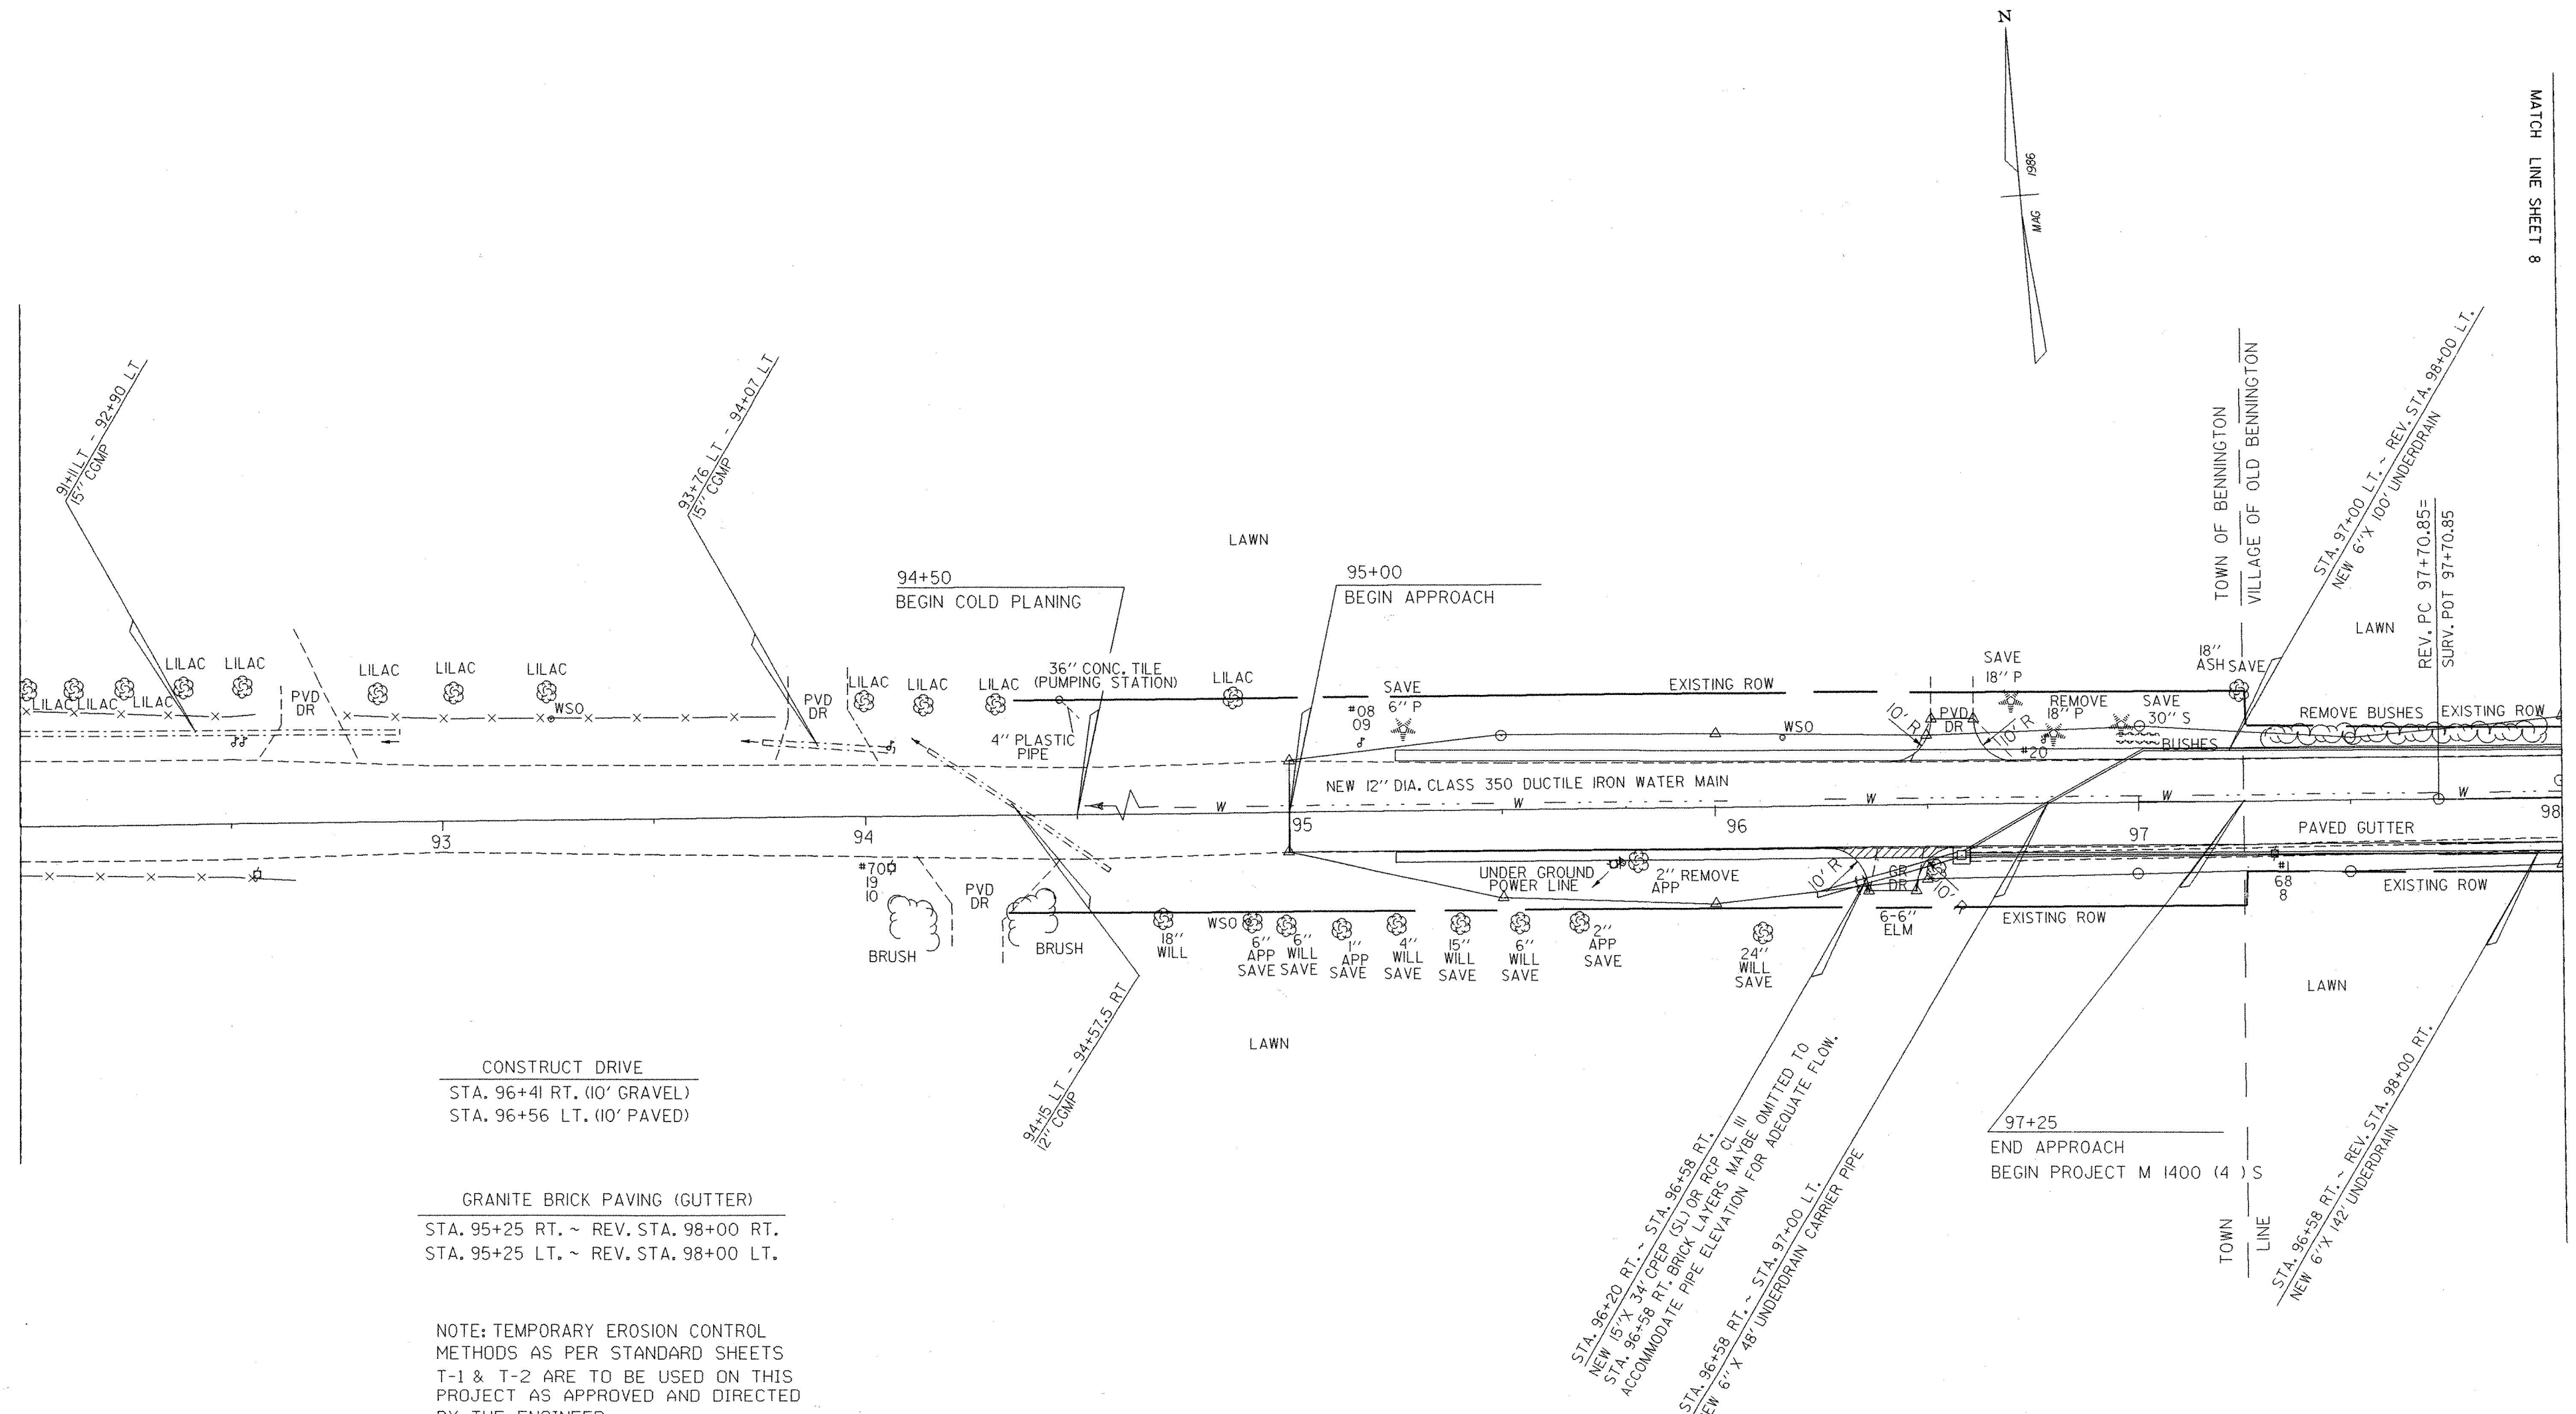 N
1986
MAG
MATCH LINE SHEET 8
91+11 LT - 92+90 LT
15'' CGMP
93+76 LT - 94+07 LT
15'' CGMP
LAWN
94+50
BEGIN COLD PLANING
95+00
BEGIN APPROACH
TOWN OF BENNINGTON
VILLAGE OF OLD BENNINGTON
STA. 97+00 LT. ~ REV. STA. 98+00 LT.
NEW 6''X 100' UNDERDRAIN
REV. PC 97+70.85=
SURV. POT 97+70.85
LAWN
LILAC
LILAC
LILAC
LILAC
LILAC
LILAC
LILAC
LILAC
LILAC
LILAC
LILAC
LILAC
PVD
DR
WSO
PVD
DR
36'' CONC. TILE
(PUMPING STATION)
4'' PLASTIC
PIPE
#08
09
SAVE
6'' P
EXISTING ROW
WSO
10' R
PVD
DR
10' R
SAVE
18'' P
REMOVE
18'' P
#20
SAVE
30'' S
BUSHES
18''
ASH SAVE
REMOVE BUSHES
EXISTING ROW
NEW 12'' DIA. CLASS 350 DUCTILE IRON WATER MAIN
W
W
W
W
W
93
94
95
96
97
98
PAVED GUTTER
#70
19
10
PVD
DR
BRUSH
BRUSH
UNDER GROUND
POWER LINE
2'' REMOVE
APP
10' R
GR
DR
10' R
6-6''
ELM
EXISTING ROW
#1
68
8
EXISTING ROW
18''
WILL
WSO
6''
APP
SAVE
6''
WILL
SAVE
1''
APP
SAVE
4''
WILL
SAVE
15''
WILL
SAVE
6''
WILL
SAVE
2''
APP
SAVE
24''
WILL
SAVE
LAWN
LAWN
94+15 LT - 94+57.5 RT
12'' CGMP
CONSTRUCT DRIVE
STA. 96+41 RT. (10' GRAVEL)
STA. 96+56 LT. (10' PAVED)
GRANITE BRICK PAVING (GUTTER)
STA. 95+25 RT. ~ REV. STA. 98+00 RT.
STA. 95+25 LT. ~ REV. STA. 98+00 LT.
NOTE: TEMPORARY EROSION CONTROL
METHODS AS PER STANDARD SHEETS
T-1 & T-2 ARE TO BE USED ON THIS
PROJECT AS APPROVED AND DIRECTED
BY THE ENGINEER
STA. 96+20 RT. ~ STA. 96+58 RT.
NEW 15''X 34' CPEP (SL) OR RCP CL III
STA. 96+58 RT. BRICK LAYERS MAYBE OMITTED TO
ACCOMMODATE PIPE ELEVATION FOR ADEQUATE FLOW.
STA. 96+58 RT. ~ STA. 97+00 LT.
NEW 6''X 48' UNDERDRAIN CARRIER PIPE
97+25
END APPROACH
BEGIN PROJECT M 1400 (4 ) S
TOWN
LINE
STA. 96+58 RT. ~ REV. STA. 98+00 RT.
NEW 6''X 142' UNDERDRAIN